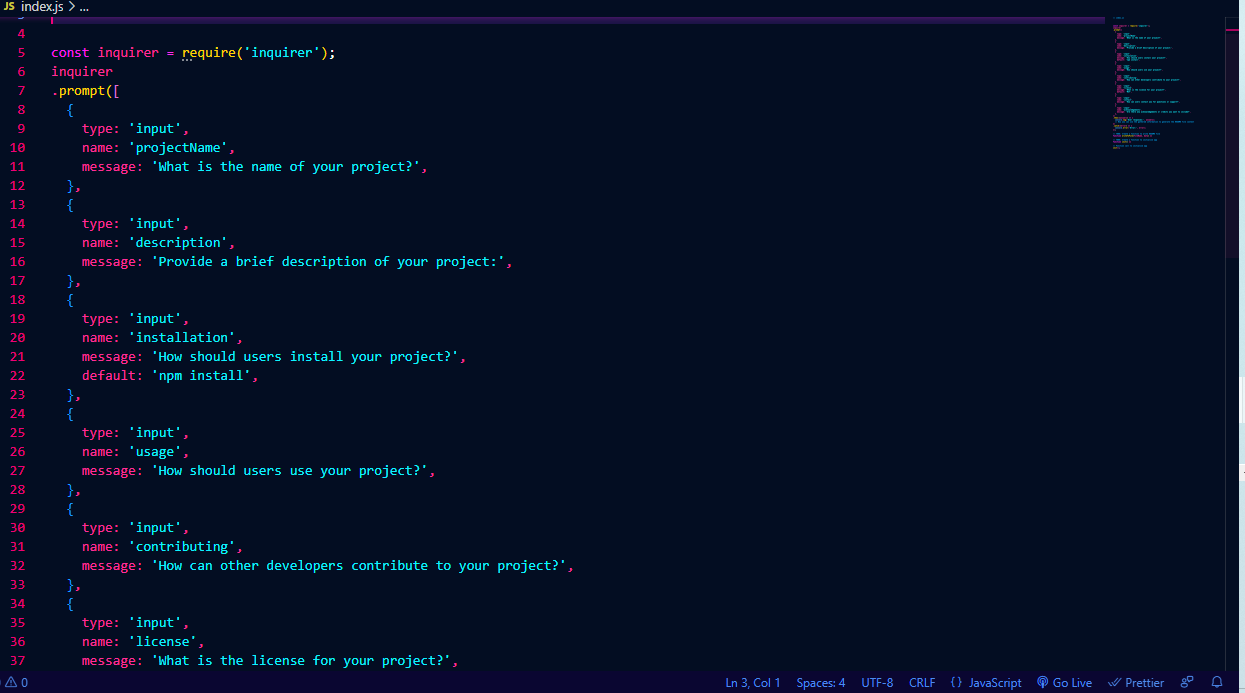 JS index.js > ...
3
4
5 const inquirer = require('inquirer');
6 inquirer
7 .prompt([
8 {
9 type: 'input',
10 name: 'projectName',
11 message: 'What is the name of your project?',
12 },
13 {
14 type: 'input',
15 name: 'description',
16 message: 'Provide a brief description of your project:',
17 },
18 {
19 type: 'input',
20 name: 'installation',
21 message: 'How should users install your project?',
22 default: 'npm install',
23 },
24 {
25 type: 'input',
26 name: 'usage',
27 message: 'How should users use your project?',
28 },
29 {
30 type: 'input',
31 name: 'contributing',
32 message: 'How can other developers contribute to your project?',
33 },
34 {
35 type: 'input',
36 name: 'license',
37 message: 'What is the license for your project?',
0 Ln 3, Col 1 Spaces: 4 UTF-8 CRLF {} JavaScript Go Live Prettier